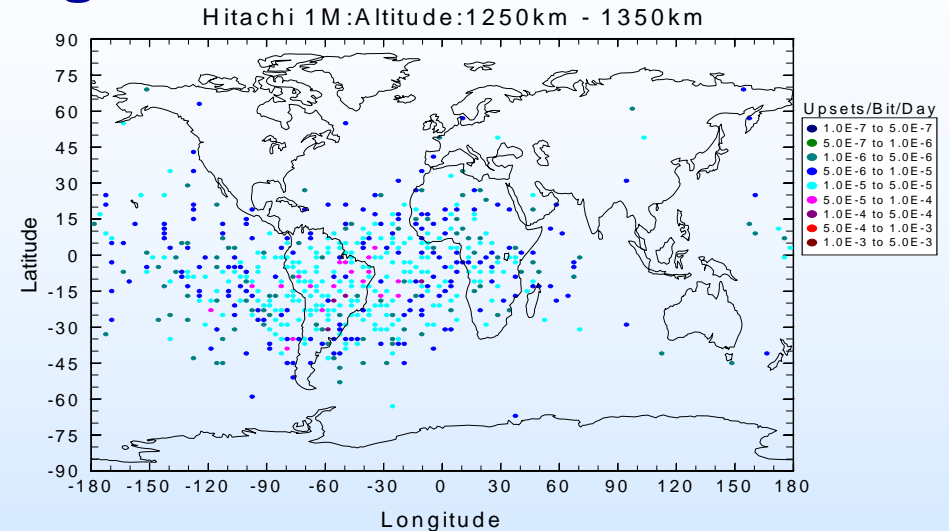 Hitachi 1M:Altitude:1250km - 1350km
90
75
60
45
30
15
0
-15
-30
-45
-60
-75
-90
Latitude
-180 -150 -120 -90 -60 -30 0 30 60 90 120 150 180
Longitude
Upsets/Bit/Day
1.0E-7 to 5.0E-7
5.0E-7 to 1.0E-6
1.0E-6 to 5.0E-6
5.0E-6 to 1.0E-5
1.0E-5 to 5.0E-5
5.0E-5 to 1.0E-4
1.0E-4 to 5.0E-4
5.0E-4 to 1.0E-3
1.0E-3 to 5.0E-3